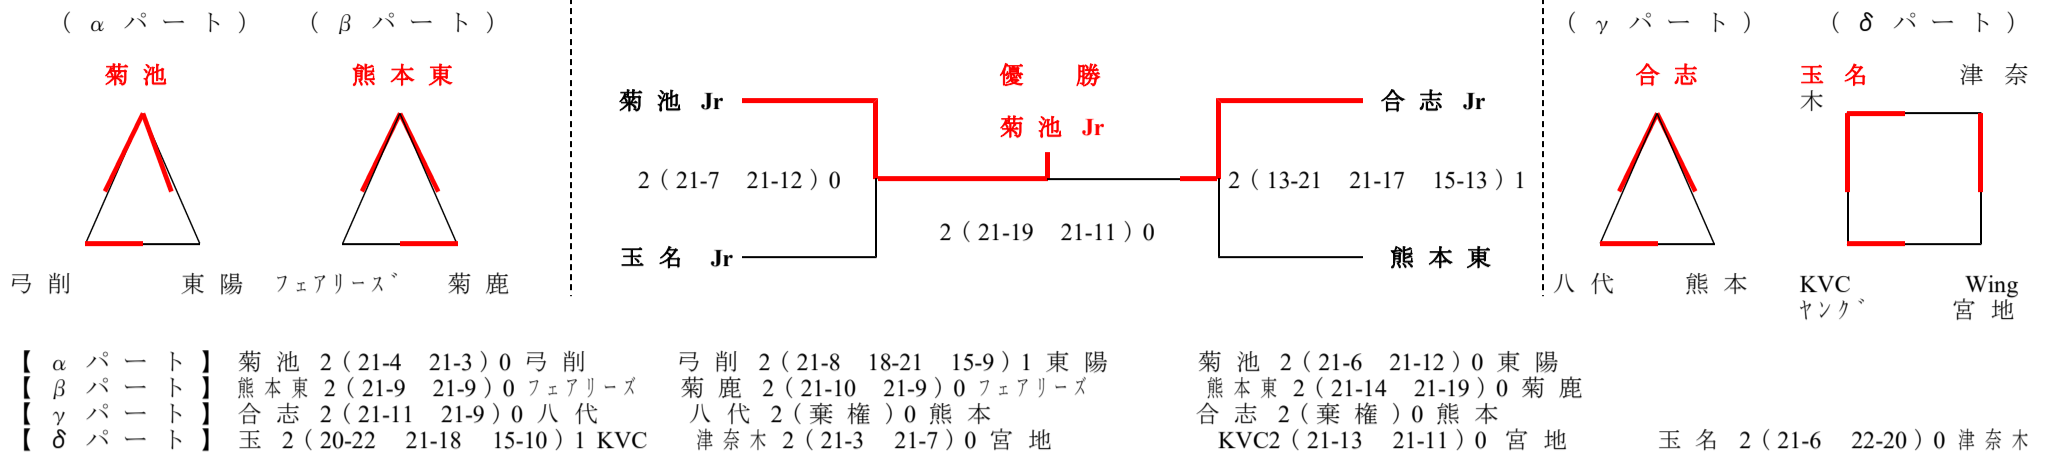 （ α パ ー ト ） （ β パ ー ト ）
菊 池 熊 本 東
弓 削 東 陽 ﾌｪｱﾘｰｽﾞ 菊 鹿
優 勝
菊 池 Jr
菊 池 Jr 合 志 Jr
2（21-7 21-12）0 2（13-21 21-17 15-13）1
2（21-19 21-11）0
玉 名 Jr 熊 本 東
（ γ パ ー ト ） （ δ パ ー ト ）
合 志 玉 名 津 奈
木
八 代 熊 本 KVC Wing
ﾔﾝｸﾞ 宮 地
【 α パ ー ト 】 菊 池 2（21-4 21-3）0 弓 削 弓 削 2（21-8 18-21 15-9）1 東 陽 菊 池 2（21-6 21-12）0 東 陽
【 β パ ー ト 】 熊 本 東 2（21-9 21-9）0 ﾌｪｱﾘｰｽﾞ 菊 鹿 2（21-10 21-9）0 ﾌｪｱﾘｰｽﾞ 熊 本 東 2（21-14 21-19）0 菊 鹿
【 γ パ ー ト 】 合 志 2（21-11 21-9）0 八 代 八 代 2（棄 権）0 熊 本 合 志 2（棄 権）0 熊 本
【 δ パ ー ト 】 玉 2（20-22 21-18 15-10）1 KVC 津 奈 木 2（21-3 21-7）0 宮 地 KVC2（21-13 21-11）0 宮 地 玉 名 2（21-6 22-20）0 津 奈 木